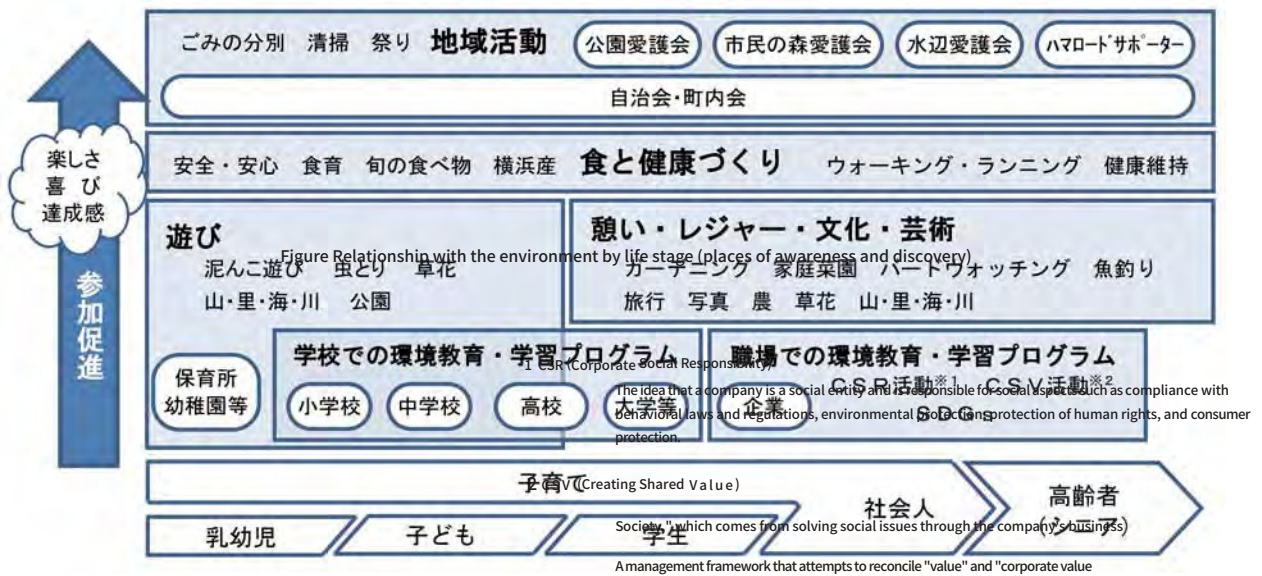 ごみの分別 清掃 祭り 地域活動 公園愛護会 市民の森愛護会 水辺愛護会 ハマロードサポーター
自治会・町内会
楽しさ
喜 び
達成感
参加促進
安全・安心 食育 旬の食べ物 横浜産 食と健康づくり ウォーキング・ランニング 健康維持
遊び
泥んこ遊び 虫とり 草花
山・里・海・川 公園
憩い・レジャー・文化・芸術
ガーデニング 家庭菜園 バードウォッチング 魚釣り
旅行 写真 農 草花 山・里・海・川
Figure Relationship with the environment by life stage (places of awareness and discovery)
保育所
幼稚園等
学校での環境教育・学習プログラム
小学校 中学校 高校 大学等
職場での環境教育・学習プログラム
企業
CSR活動※1 CSV活動※2
SDGs
1 CSR (Corporate Social Responsibility)
The idea that a company is a social entity and is responsible for social aspects such as compliance with
behavioral laws and regulations, environmental protection, protection of human rights, and consumer
protection.
子育て
2 CSV (Creating Shared Value)
乳幼児
子ども
学生
社会人
高齢者
(シニア)
Society," which comes from solving social issues through the company's business)
A management framework that attempts to reconcile "value" and "corporate value